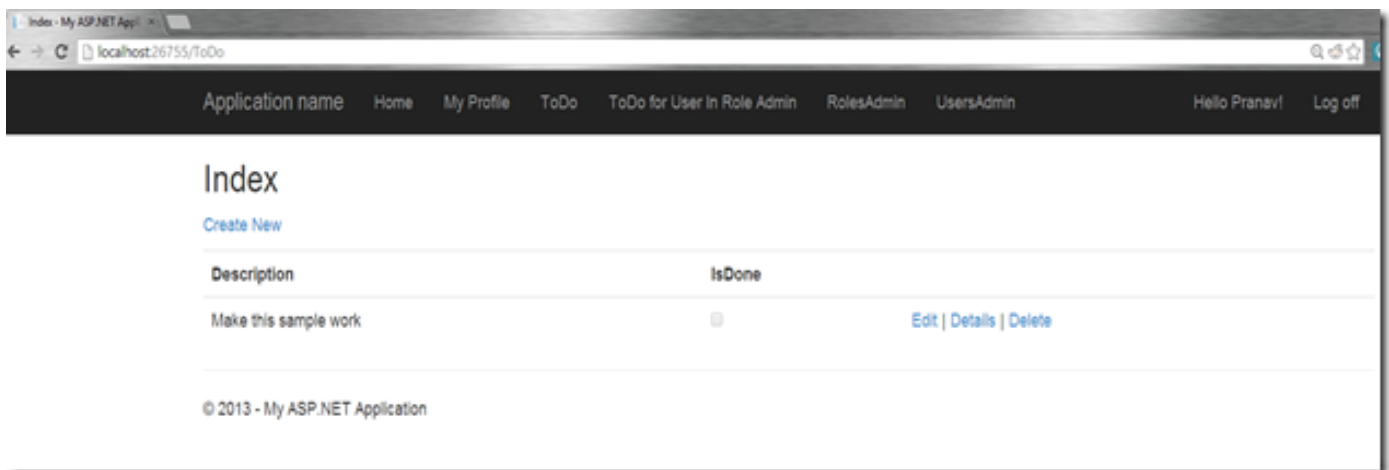 Index - My ASP.NET Appl
localhost:26755/ToDo
Application name Home My Profile ToDo ToDo for User In Role Admin RolesAdmin UsersAdmin Hello Pranav! Log off
Index
Create New
Description IsDone
Make this sample work Edit | Details | Delete
© 2013 - My ASP.NET Application